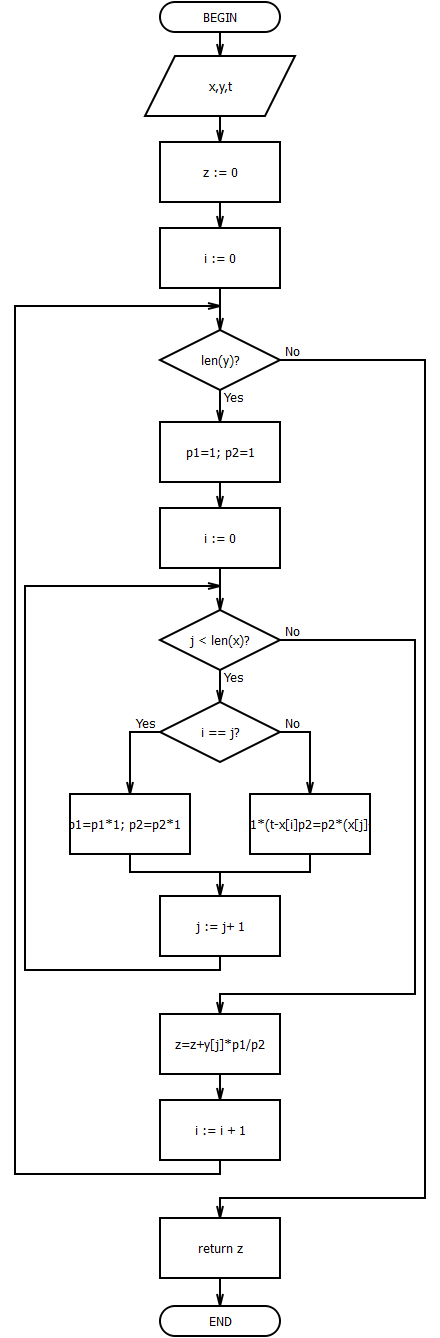 BEGIN
x,y,t
z := 0
i := 0
len(y)?
No
Yes
p1=1; p2=1
i := 0
j < len(x)?
No
Yes
i == j?
Yes
No
p1=p1*1; p2=p2*1
1*(t-x[i]p2=p2*(x[j]
j := j+ 1
z=z+y[j]*p1/p2
i := i + 1
return z
END